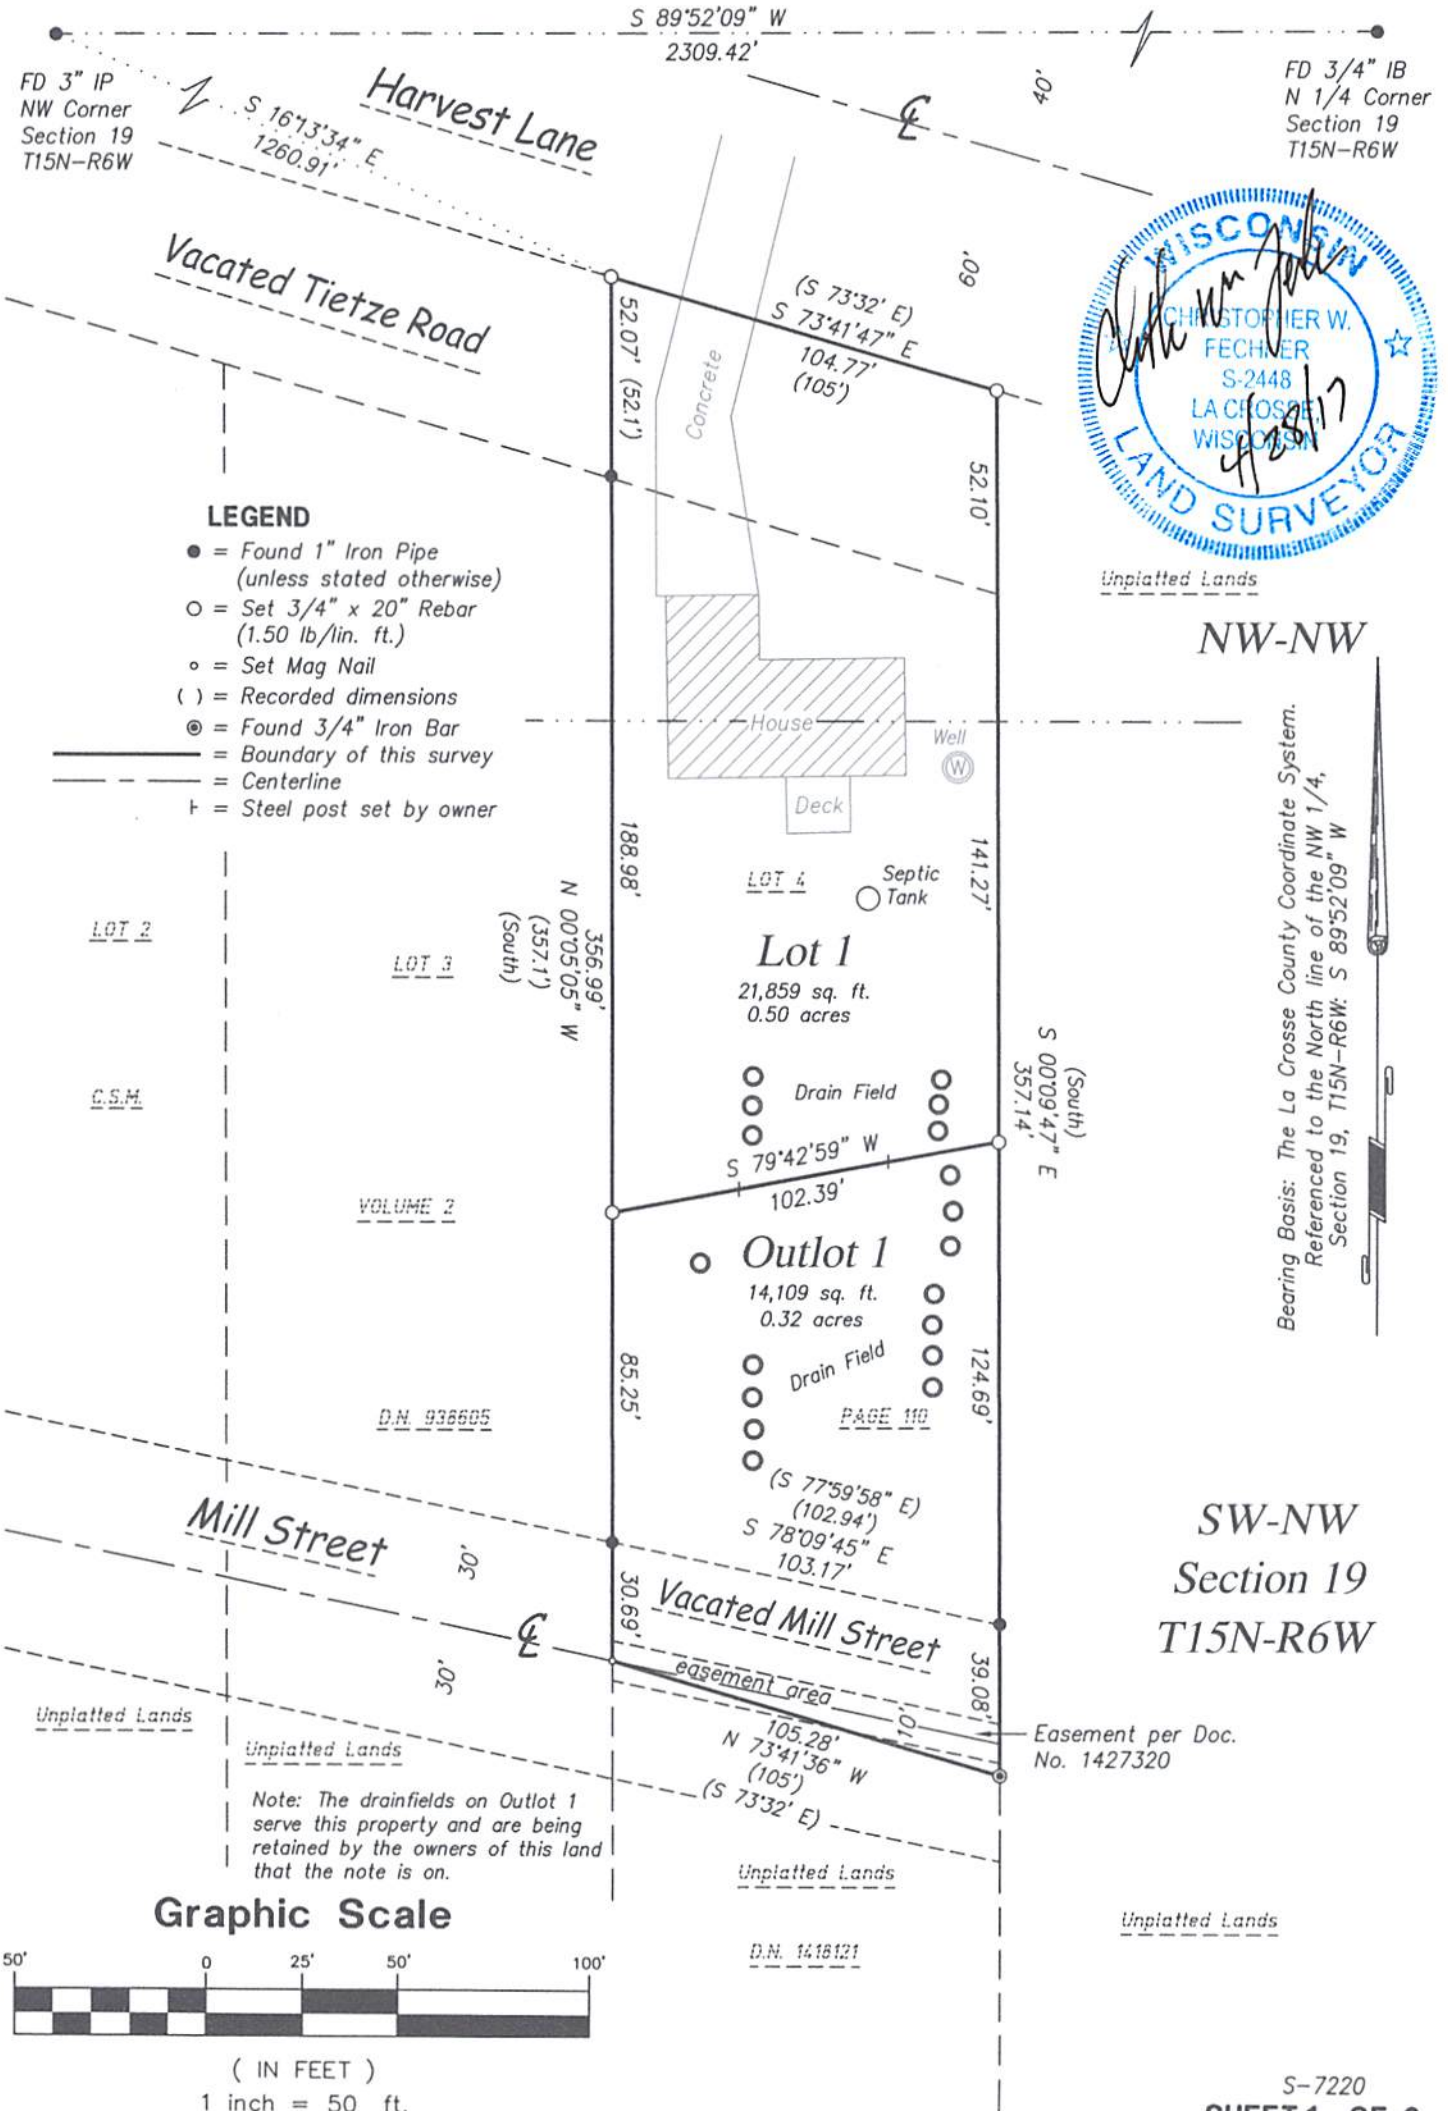 S 89°52'09" W
2309.42'
FD 3" IP
NW Corner
Section 19
T15N-R6W
FD 3/4" IB
N 1/4 Corner
Section 19
T15N-R6W
S 16°13'34" E
1260.91'
Harvest Lane
℄
40'
60'
Vacated Tietze Road
(S 73°32' E)
S 73°41'47" E
104.77'
(105')
52.07' (52.1')
Concrete
52.10'
WISCONSIN
CHRISTOPHER W.
FECHNER
S-2448
LA CROSSE,
WISCONSIN
LAND SURVEYOR
4/28/17
Unplatted Lands
NW-NW
LEGEND
● = Found 1" Iron Pipe
(unless stated otherwise)
○ = Set 3/4" x 20" Rebar
(1.50 lb/lin. ft.)
o = Set Mag Nail
( ) = Recorded dimensions
◉ = Found 3/4" Iron Bar
= Boundary of this survey
= Centerline
⊦ = Steel post set by owner
House
Well
W
Deck
188.98'
141.27'
LOT 4
Septic
Tank
LOT 2
LOT 3
Lot 1
21,859 sq. ft.
0.50 acres
356.99'
N 00°05'05" W
(357.1')
(South)
(South)
S 00°09'47" E
357.14'
Bearing Basis: The La Crosse County Coordinate System.
Referenced to the North line of the NW 1/4,
Section 19, T15N-R6W: S 89°52'09" W
C.S.M.
Drain Field
S 79°42'59" W
102.39'
VOLUME 2
Outlot 1
14,109 sq. ft.
0.32 acres
Drain Field
85.25'
124.69'
D.N. 938605
PAGE 110
(S 77°59'58" E)
(102.94')
S 78°09'45" E
103.17'
Mill Street
30'
30'
℄
30.69'
Vacated Mill Street
39.08'
easement area
10'
SW-NW
Section 19
T15N-R6W
105.28'
N 73°41'36" W
(105')
(S 73°32' E)
Easement per Doc.
No. 1427320
Unplatted Lands
Unplatted Lands
Note: The drainfields on Outlot 1
serve this property and are being
retained by the owners of this land
that the note is on.
Unplatted Lands
Unplatted Lands
D.N. 1418121
Graphic Scale
50' 0 25' 50' 100'
( IN FEET )
1 inch = 50 ft.
S-7220